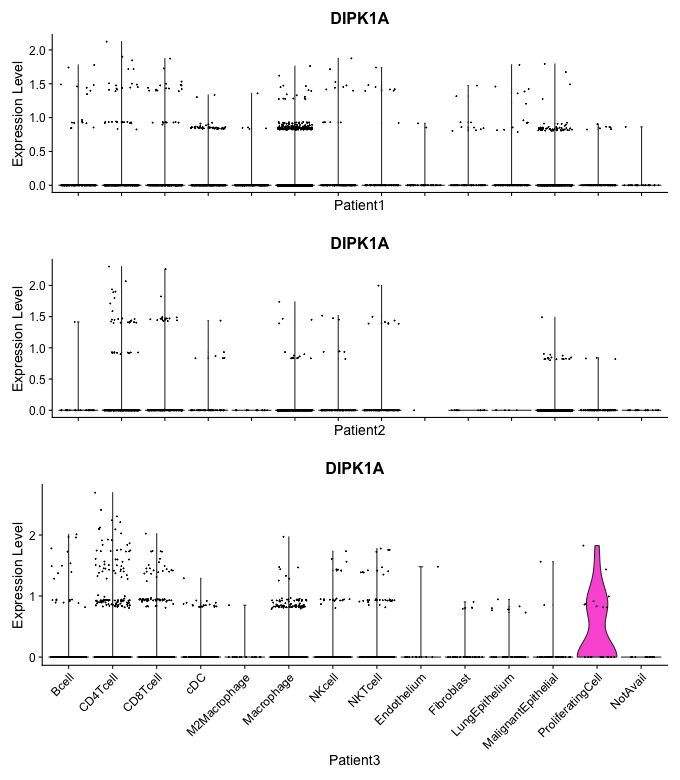 DIPK1A
Expression Level
2.0
1.5
1.0
0.5
0.0
Patient1
DIPK1A
Expression Level
2.0
1.5
1.0
0.5
0.0
Patient2
DIPK1A
Expression Level
2
1
0
Bcell
CD4Tcell
CD8Tcell
cDC
M2Macrophage
Macrophage
NKcell
NKTcell
Endothelium
Fibroblast
LungEpithelium
MalignantEpithelial
ProliferatingCell
NotAvail
Patient3